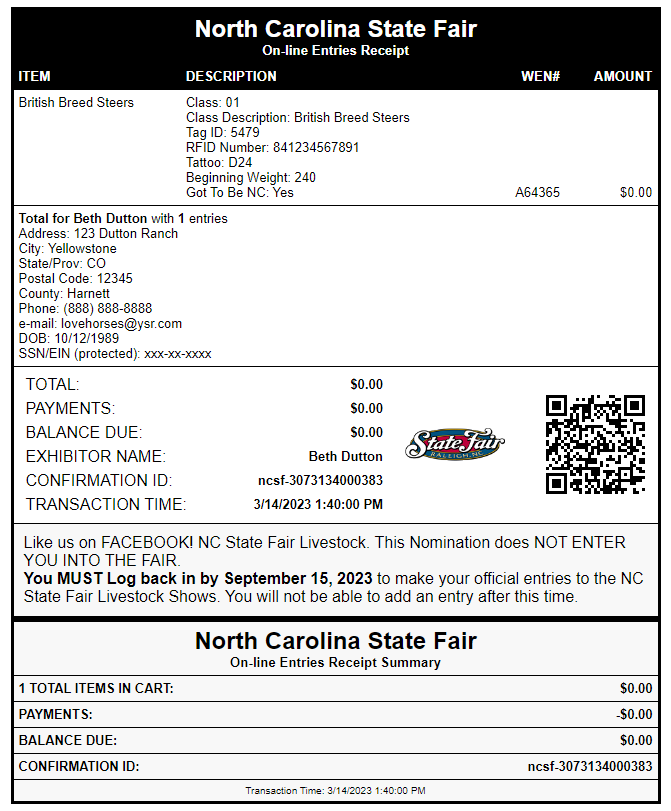 North Carolina State Fair
On-line Entries Receipt
ITEM DESCRIPTION WEN# AMOUNT
British Breed Steers Class: 01
Class Description: British Breed Steers
Tag ID: 5479
RFID Number: 841234567891
Tattoo: D24
Beginning Weight: 240
Got To Be NC: Yes A64365 $0.00
Total for Beth Dutton with 1 entries
Address: 123 Dutton Ranch
City: Yellowstone
State/Prov: CO
Postal Code: 12345
County: Harnett
Phone: (888) 888-8888
e-mail: lovehorses@ysr.com
DOB: 10/12/1989
SSN/EIN (protected): xxx-xx-xxxx
TOTAL: $0.00
PAYMENTS: $0.00
BALANCE DUE: $0.00
EXHIBITOR NAME: Beth Dutton
CONFIRMATION ID: ncsf-3073134000383
TRANSACTION TIME: 3/14/2023 1:40:00 PM
State Fair
RALEIGH, NC
Like us on FACEBOOK! NC State Fair Livestock. This Nomination does NOT ENTER
YOU INTO THE FAIR.
You MUST Log back in by September 15, 2023 to make your official entries to the NC
State Fair Livestock Shows. You will not be able to add an entry after this time.
North Carolina State Fair
On-line Entries Receipt Summary
1 TOTAL ITEMS IN CART: $0.00
PAYMENTS: -$0.00
BALANCE DUE: $0.00
CONFIRMATION ID: ncsf-3073134000383
Transaction Time: 3/14/2023 1:40:00 PM